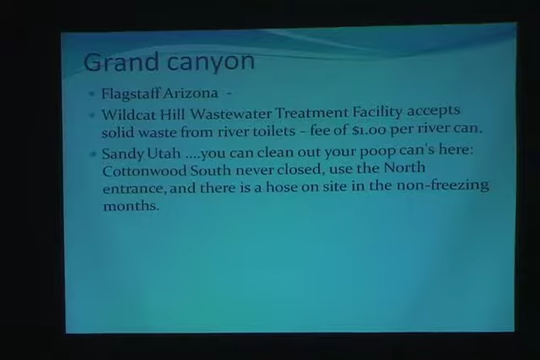 Grand canyon
Flagstaff Arizona -
Wildcat Hill Wastewater Treatment Facility accepts
solid waste from river toilets – fee of $1.00 per river can.
Sandy Utah ....you can clean out your poop can's here:
Cottonwood South never closed, use the North
entrance, and there is a hose on site in the non-freezing
months.